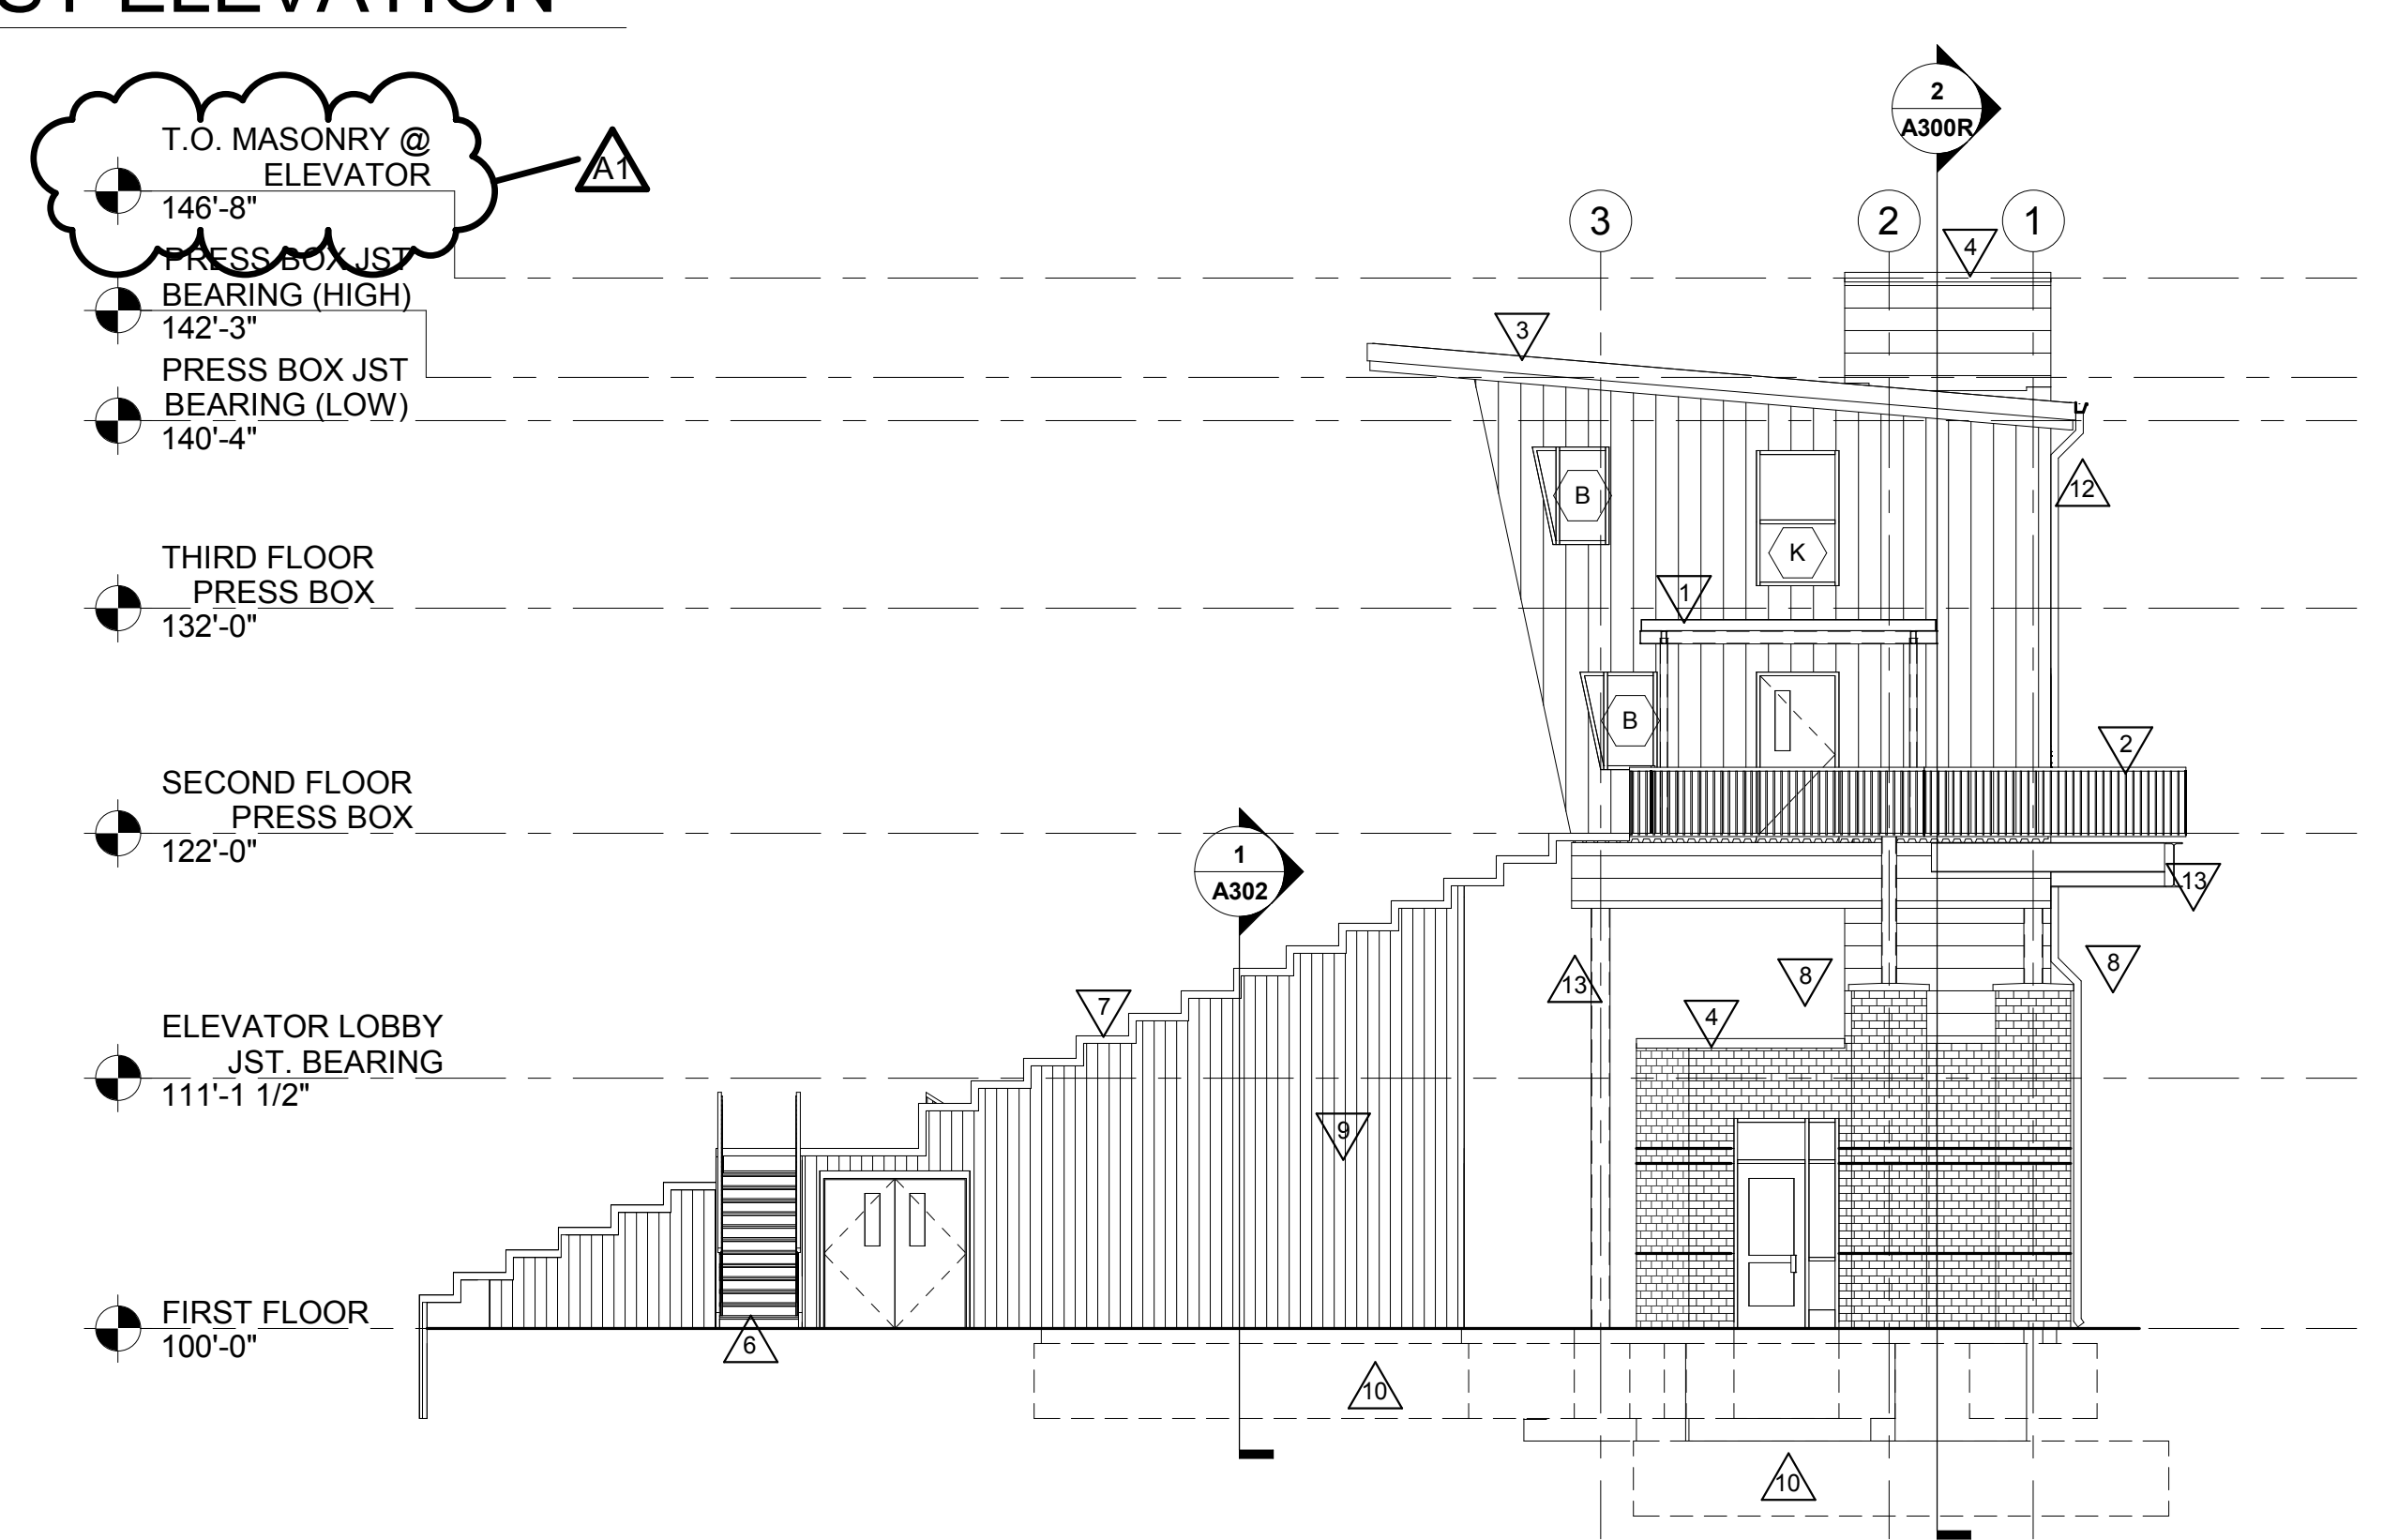 ST ELEVATION
T.O. MASONRY @
ELEVATOR
146'-8"
A1
PRESS BOX JST
BEARING (HIGH)
142'-3"
PRESS BOX JST
BEARING (LOW)
140'-4"
THIRD FLOOR
PRESS BOX
132'-0"
SECOND FLOOR
PRESS BOX
122'-0"
ELEVATOR LOBBY
JST. BEARING
111'-1 1/2"
FIRST FLOOR
100'-0"
2
A300R
3
2
1
4
3
B
12
K
1
B
2
1
A302
13
13
8
8
7
4
9
6
10
10